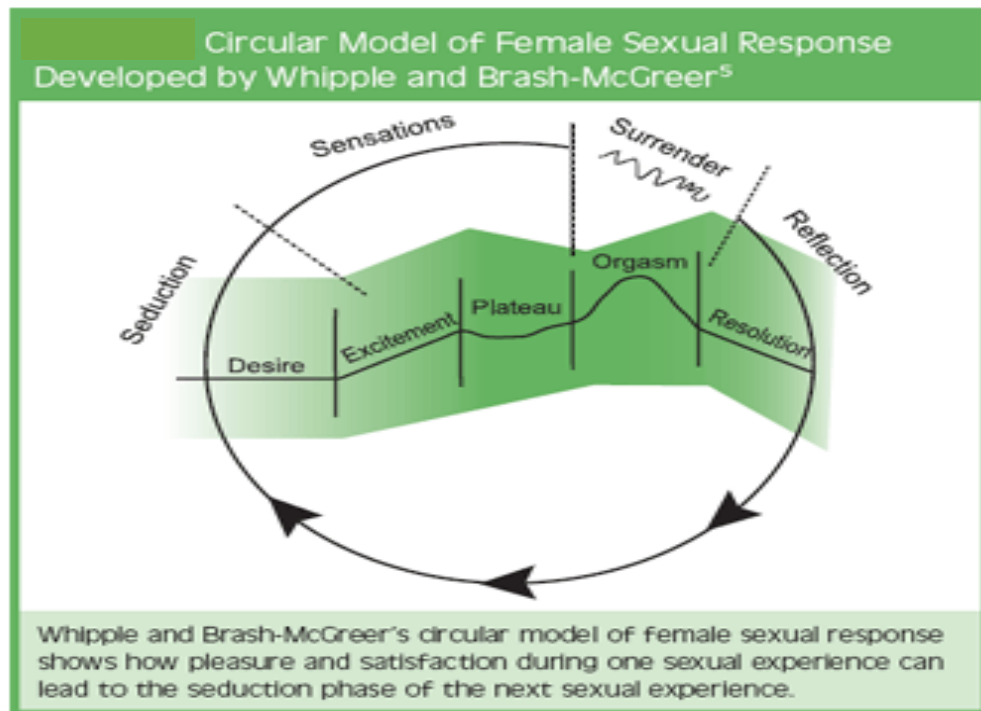 Circular Model of Female Sexual Response
Developed by Whipple and Brash-McGreer⁵
Sensations
Surrender
Reflection
Seduction
Orgasm
Plateau
Excitement
Resolution
Desire
Whipple and Brash-McGreer's circular model of female sexual response
shows how pleasure and satisfaction during one sexual experience can
lead to the seduction phase of the next sexual experience.